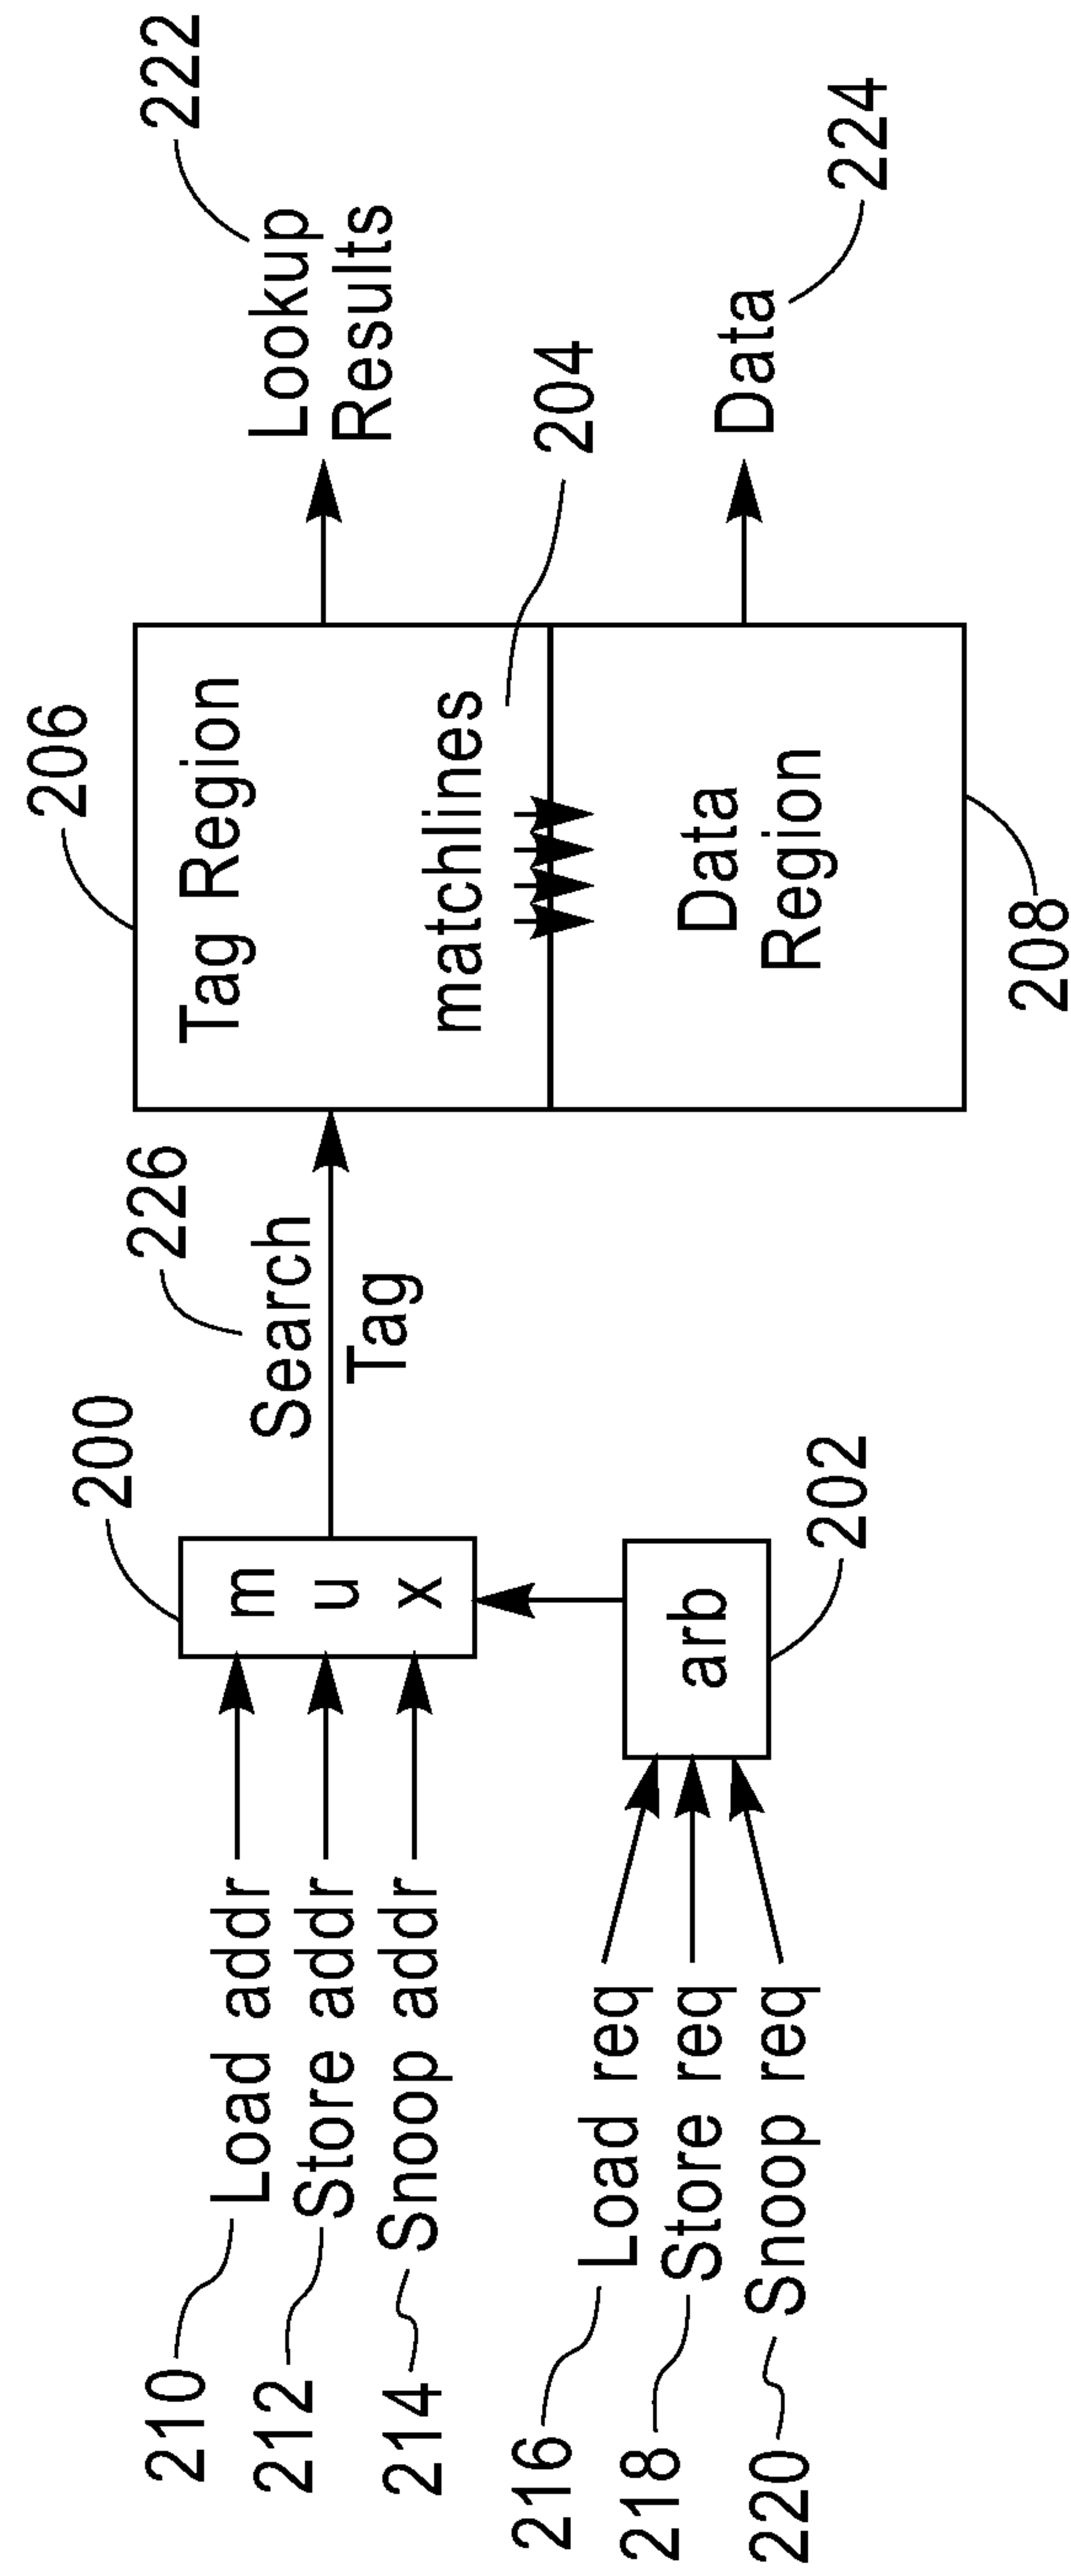 206
222
Tag Region
Lookup
Results
200
226
Search
Tag
m
u
x
matchlines
204
210 Load addr
212 Store addr
214 Snoop addr
arb
202
Data
Region
Data
224
216 Load req
218 Store req
220 Snoop req
208